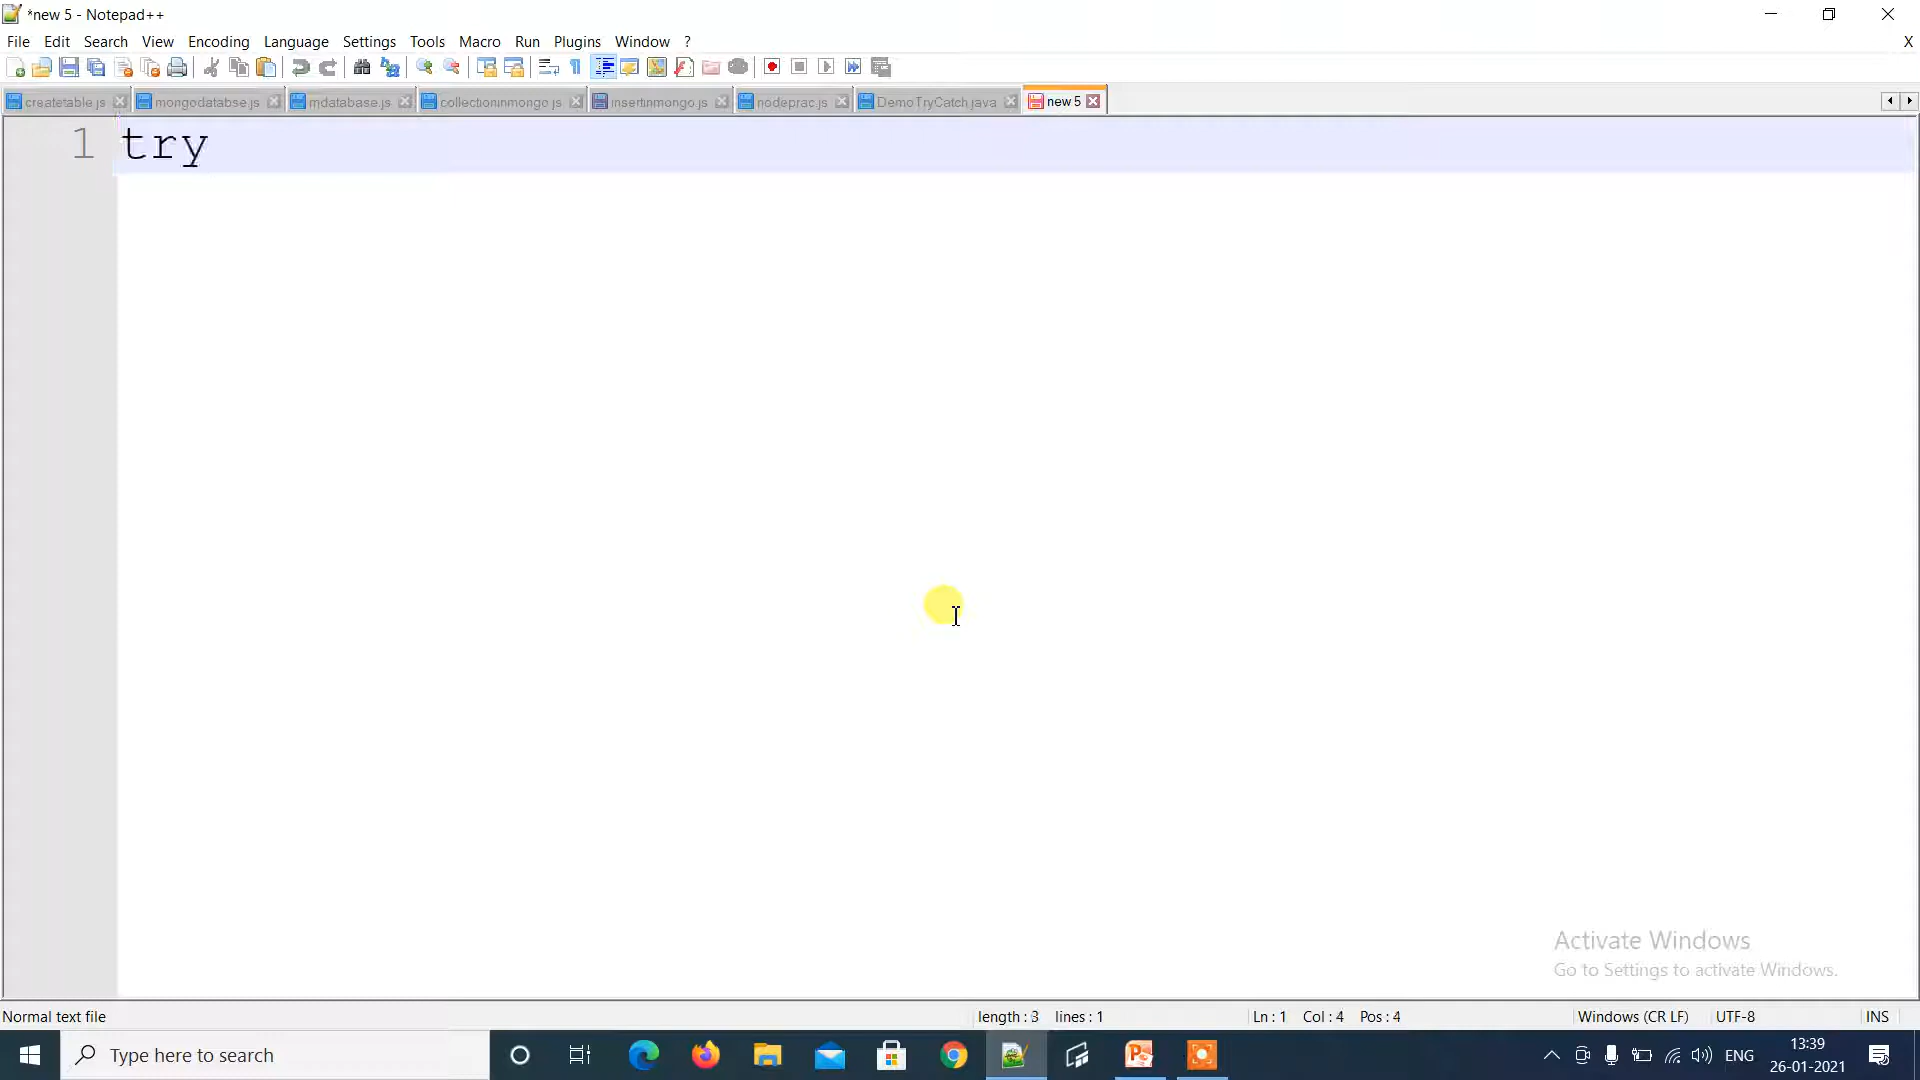 *new 5 - Notepad++
File Edit Search View Encoding Language Settings Tools Macro Run Plugins Window ? X
createtable.js mongodatabse.js mdatabase.js collectioninmongo.js insertinmongo.js nodeprac.js DemoTryCatch.java new 5
1 try
Activate Windows
Go to Settings to activate Windows.
Normal text file length : 3 lines : 1 Ln : 1 Col : 4 Pos : 4 Windows (CR LF) UTF-8 INS
Type here to search ENG 13:39
26-01-2021